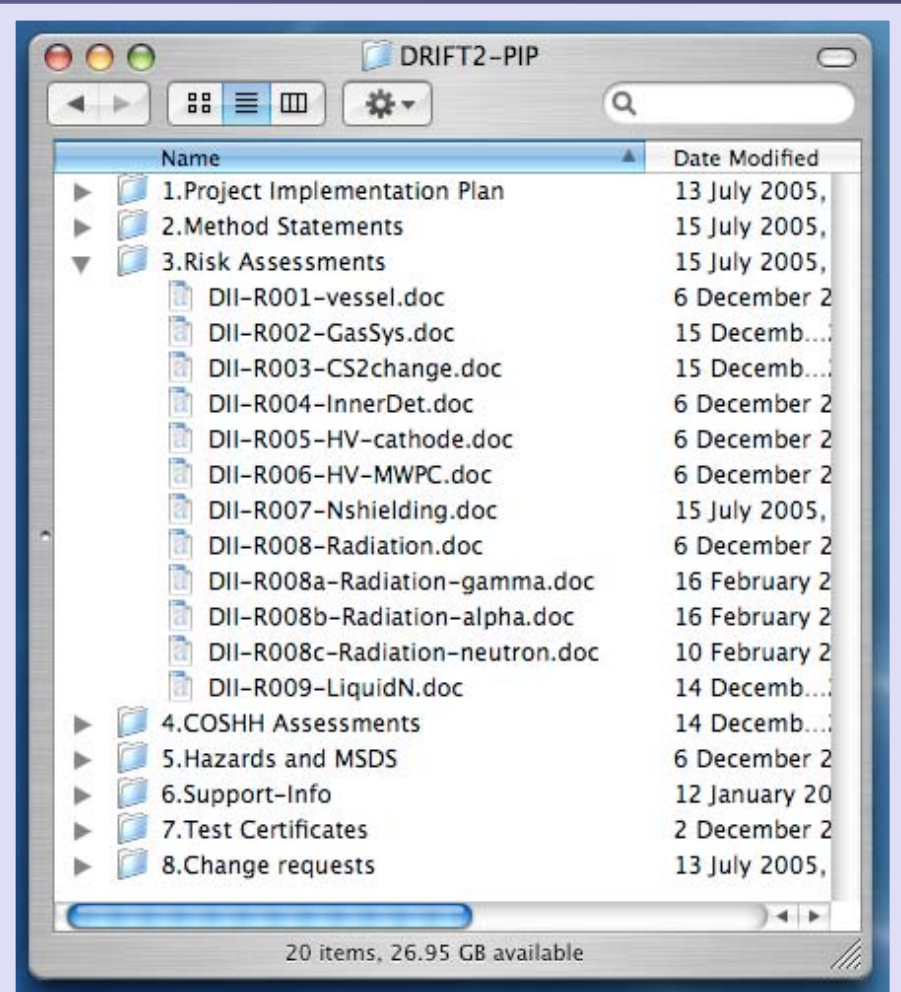 DRIFT2-PIP
Name Date Modified
1.Project Implementation Plan 13 July 2005,
2.Method Statements 15 July 2005,
3.Risk Assessments 15 July 2005,
DII-R001-vessel.doc 6 December 2
DII-R002-GasSys.doc 15 Decemb...
DII-R003-CS2change.doc 15 Decemb...
DII-R004-InnerDet.doc 6 December 2
DII-R005-HV-cathode.doc 6 December 2
DII-R006-HV-MWPC.doc 6 December 2
DII-R007-Nshielding.doc 15 July 2005,
DII-R008-Radiation.doc 6 December 2
DII-R008a-Radiation-gamma.doc 16 February 2
DII-R008b-Radiation-alpha.doc 16 February 2
DII-R008c-Radiation-neutron.doc 10 February 2
DII-R009-LiquidN.doc 14 Decemb...
4.COSHH Assessments 14 Decemb...
5.Hazards and MSDS 6 December 2
6.Support-Info 12 January 20
7.Test Certificates 2 December 2
8.Change requests 13 July 2005,
20 items, 26.95 GB available